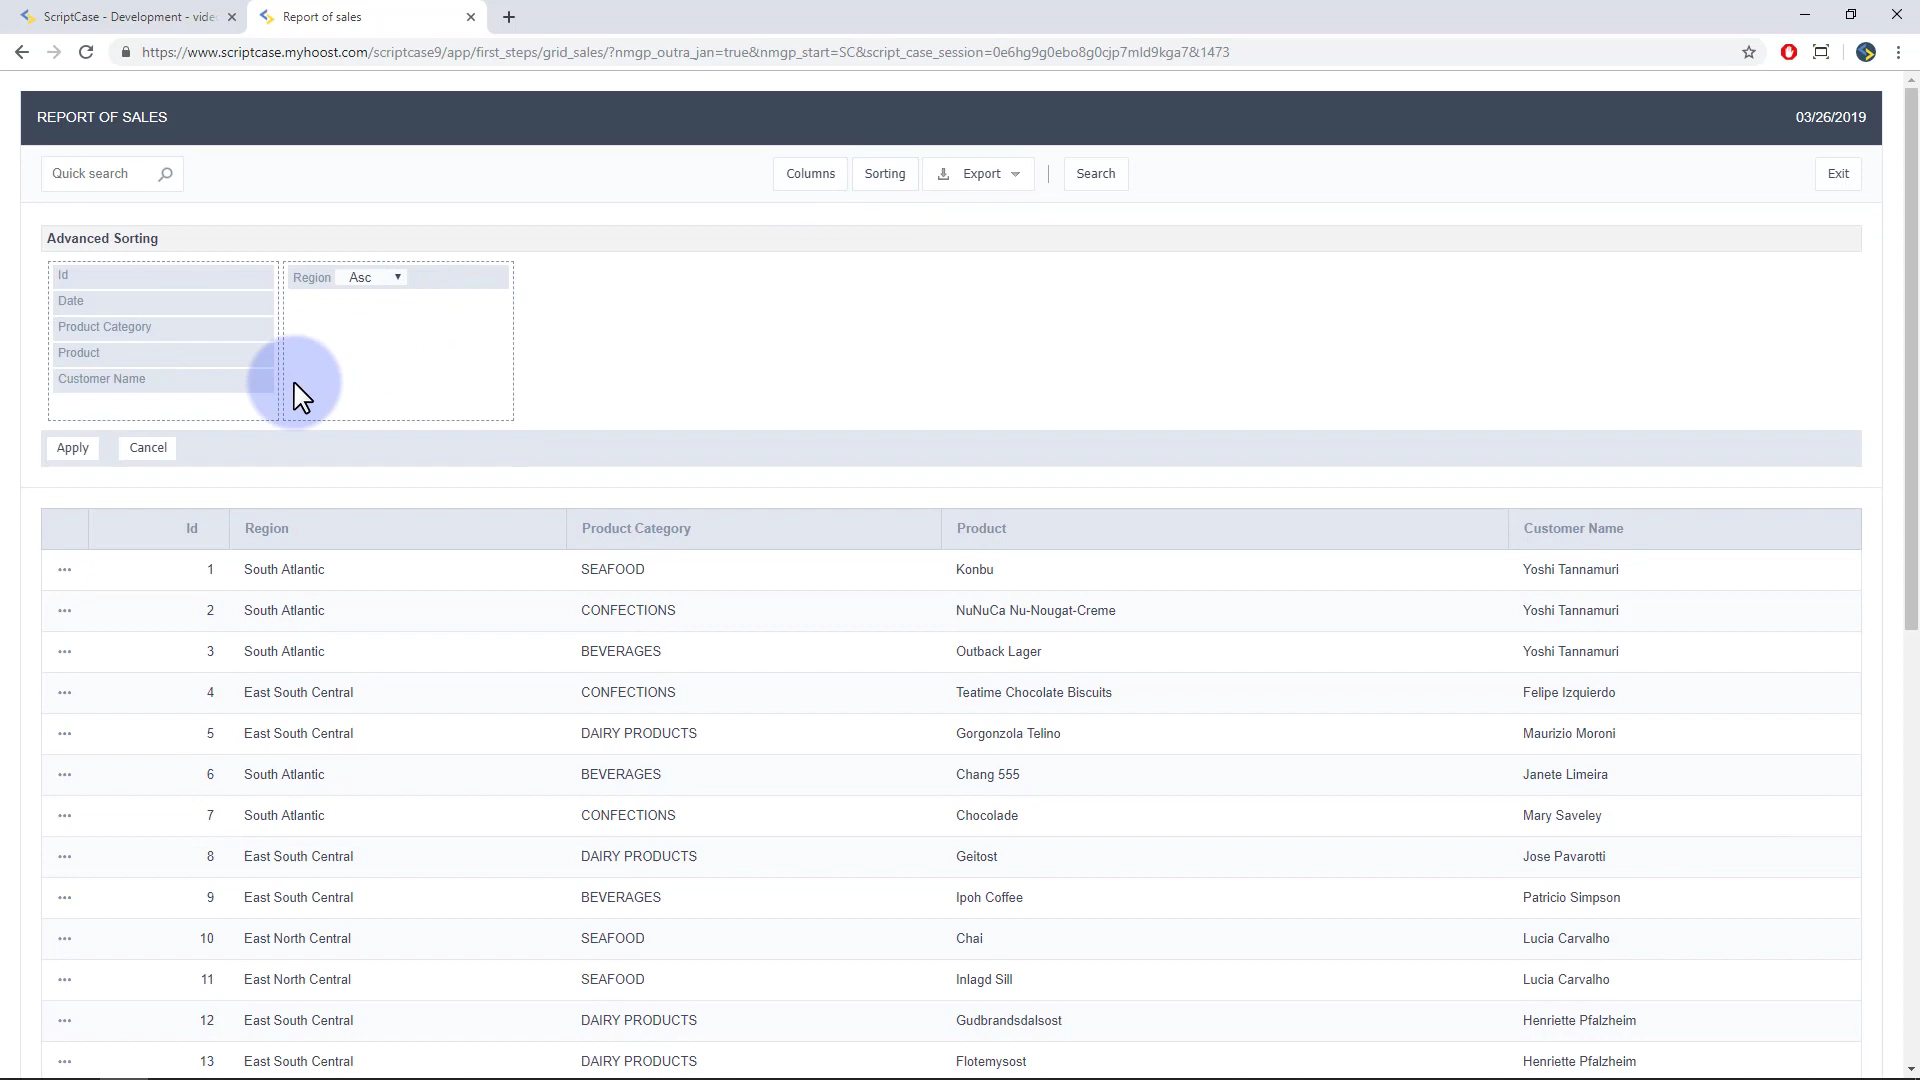 ScriptCase - Development - vide
Report of sales
https://www.scriptcase.myhoost.com/scriptcase9/app/first_steps/grid_sales/?nmgp_outra_jan=true&nmgp_start=SC&script_case_session=0e6hg9g0ebo8g0cjp7mld9kga7&1473
REPORT OF SALES 03/26/2019
Quick search Columns Sorting Export Search Exit
Advanced Sorting
Id
Date
Product Category
Product
Customer Name
Region Asc
Apply Cancel
Id Region Product Category Product Customer Name
1 South Atlantic SEAFOOD Konbu Yoshi Tannamuri
2 South Atlantic CONFECTIONS NuNuCa Nu-Nougat-Creme Yoshi Tannamuri
3 South Atlantic BEVERAGES Outback Lager Yoshi Tannamuri
4 East South Central CONFECTIONS Teatime Chocolate Biscuits Felipe Izquierdo
5 East South Central DAIRY PRODUCTS Gorgonzola Telino Maurizio Moroni
6 South Atlantic BEVERAGES Chang 555 Janete Limeira
7 South Atlantic CONFECTIONS Chocolade Mary Saveley
8 East South Central DAIRY PRODUCTS Geitost Jose Pavarotti
9 East South Central BEVERAGES Ipoh Coffee Patricio Simpson
10 East North Central SEAFOOD Chai Lucia Carvalho
11 East North Central SEAFOOD Inlagd Sill Lucia Carvalho
12 East South Central DAIRY PRODUCTS Gudbrandsdalsost Henriette Pfalzheim
13 East South Central DAIRY PRODUCTS Flotemysost Henriette Pfalzheim